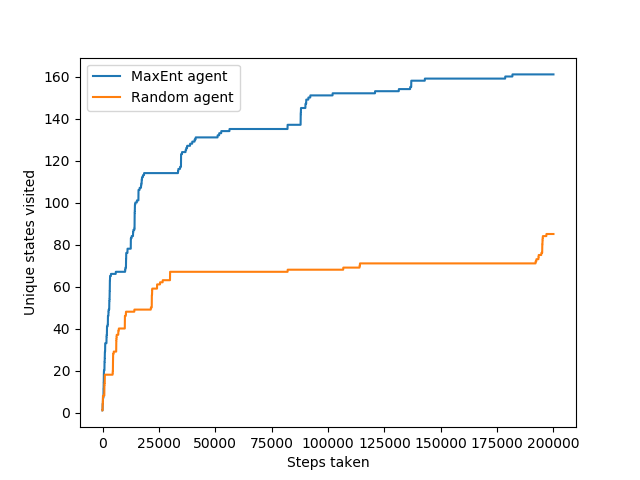 MaxEnt agent
Random agent
160
140
120
100
80
60
40
20
0
Unique states visited
0 25000 50000 75000 100000 125000 150000 175000 200000
Steps taken